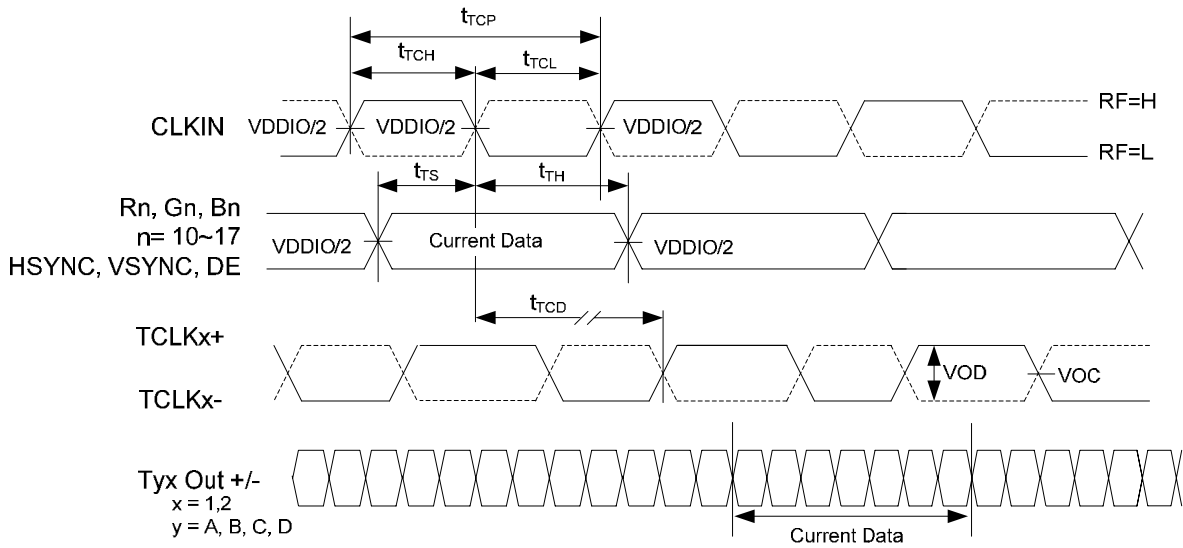 tTCP
tTCH
tTCL
CLKIN
VDDIO/2
VDDIO/2
VDDIO/2
RF=H
RF=L
tTS
tTH
Rn, Gn, Bn
n= 10~17
HSYNC, VSYNC, DE
VDDIO/2
Current Data
VDDIO/2
tTCD
TCLKx+
TCLKx-
VOD
VOC
Tyx Out +/-
x = 1,2
y = A, B, C, D
Current Data